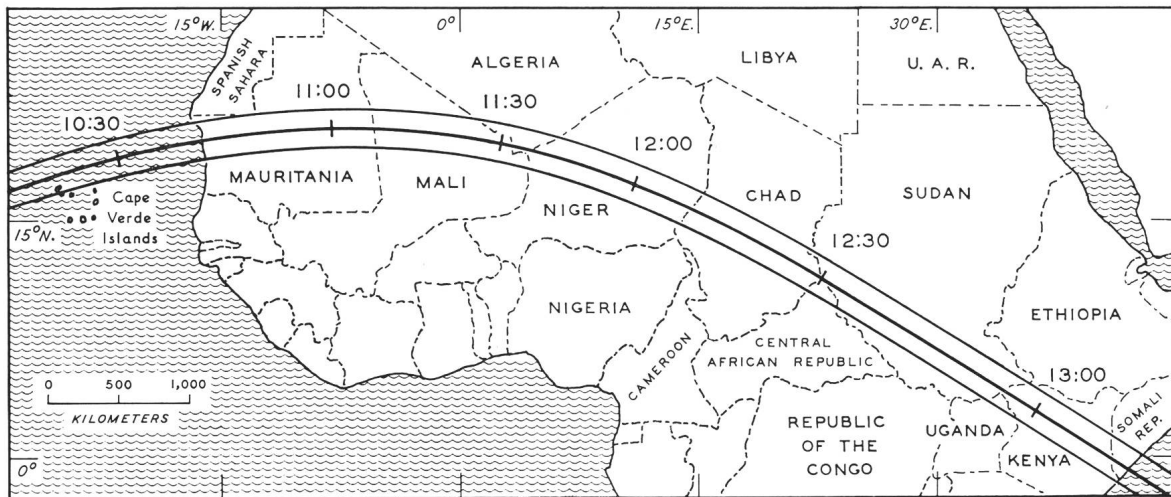 15°W.
0°
15°E.
30°E.
SPANISH
SAHARA
ALGERIA
LIBYA
U. A. R.
10:30
11:00
11:30
12:00
MAURITANIA
MALI
NIGER
CHAD
SUDAN
Cape
Verde
Islands
15°N.
12:30
NIGERIA
ETHIOPIA
CAMEROON
CENTRAL
AFRICAN REPUBLIC
13:00
0 500 1,000
KILOMETERS
REPUBLIC
OF THE
CONGO
UGANDA
KENYA
SOMALI
REP.
0°